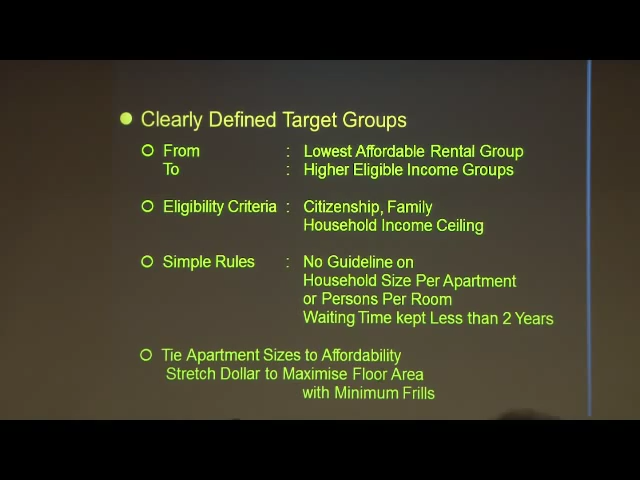 Clearly Defined Target Groups
From : Lowest Affordable Rental Group
To : Higher Eligible Income Groups
Eligibility Criteria : Citizenship, Family
Household Income Ceiling
Simple Rules : No Guideline on
Household Size Per Apartment
or Persons Per Room
Waiting Time kept Less than 2 Years
Tie Apartment Sizes to Affordability
Stretch Dollar to Maximise Floor Area
with Minimum Frills